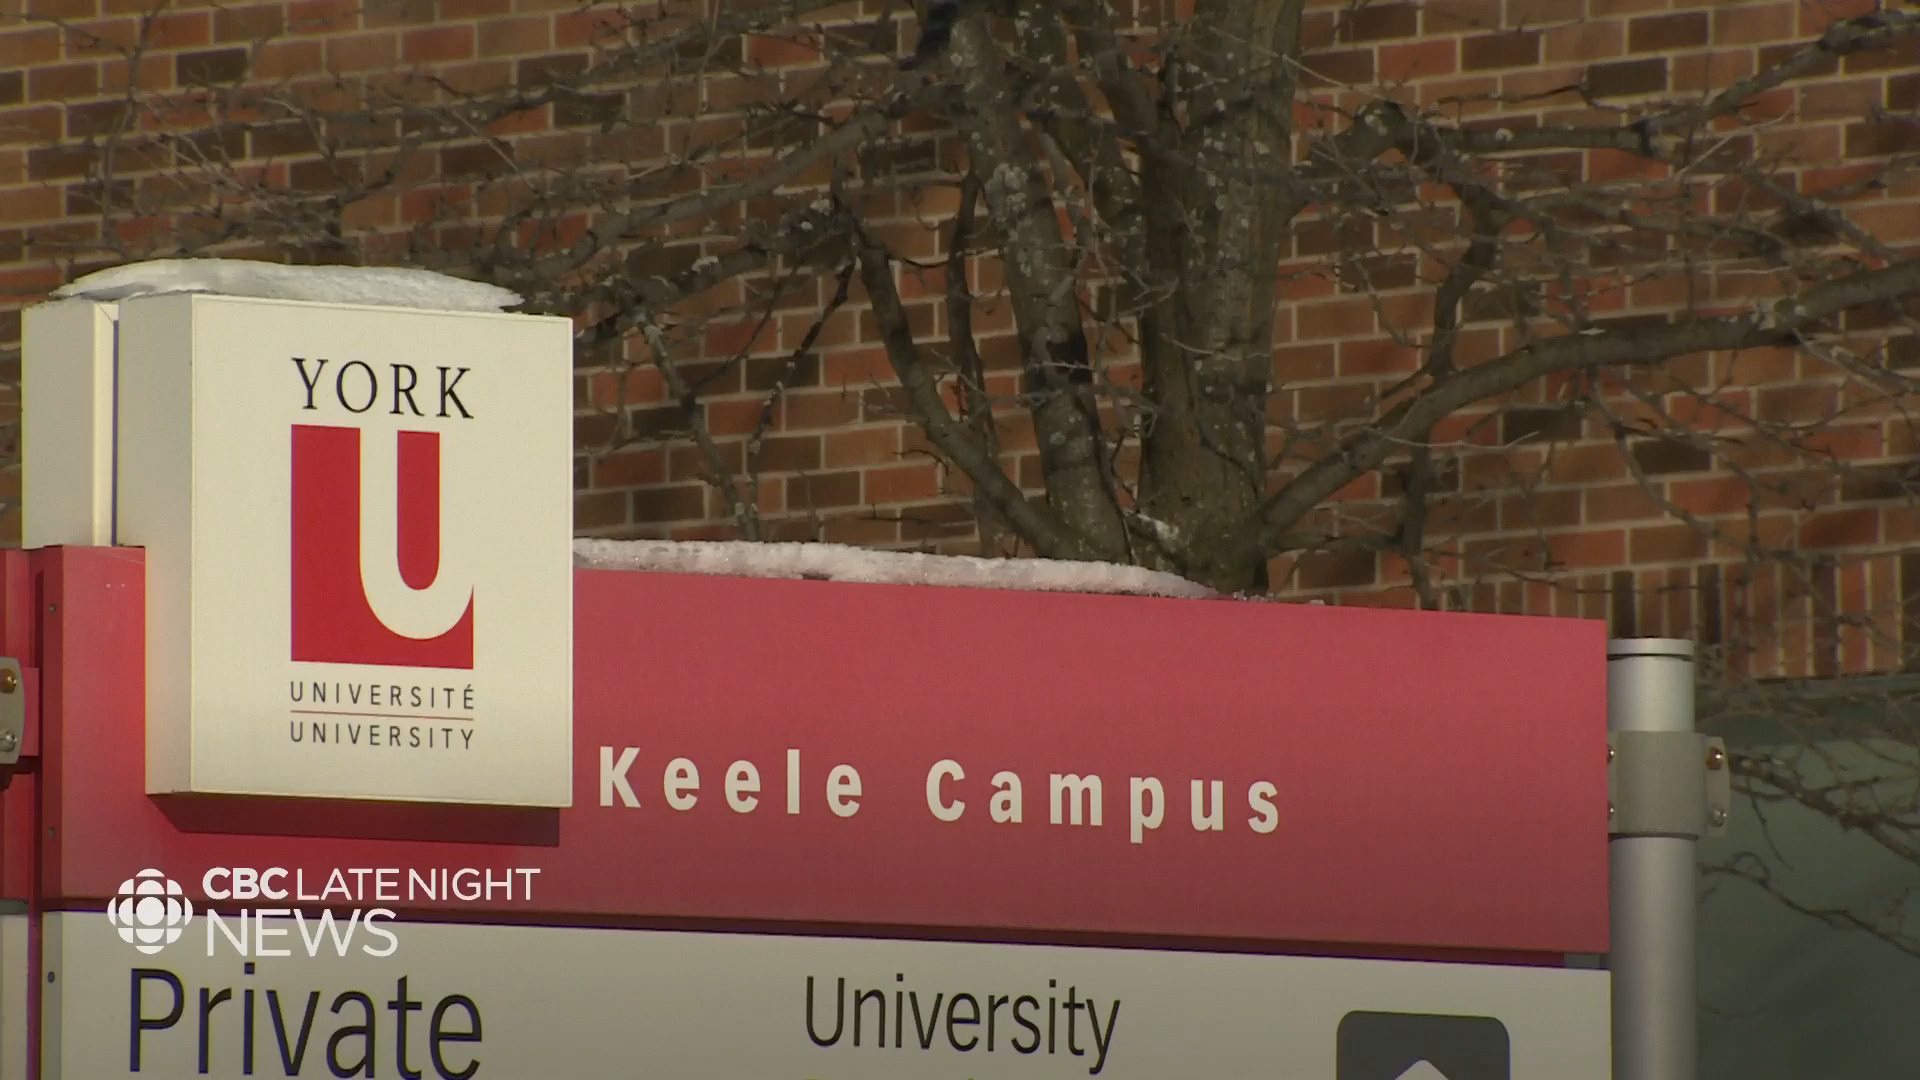 YORK
U
UNIVERSITÉ
UNIVERSITY
Keele Campus
CBC LATE NIGHT
NEWS
Private
University